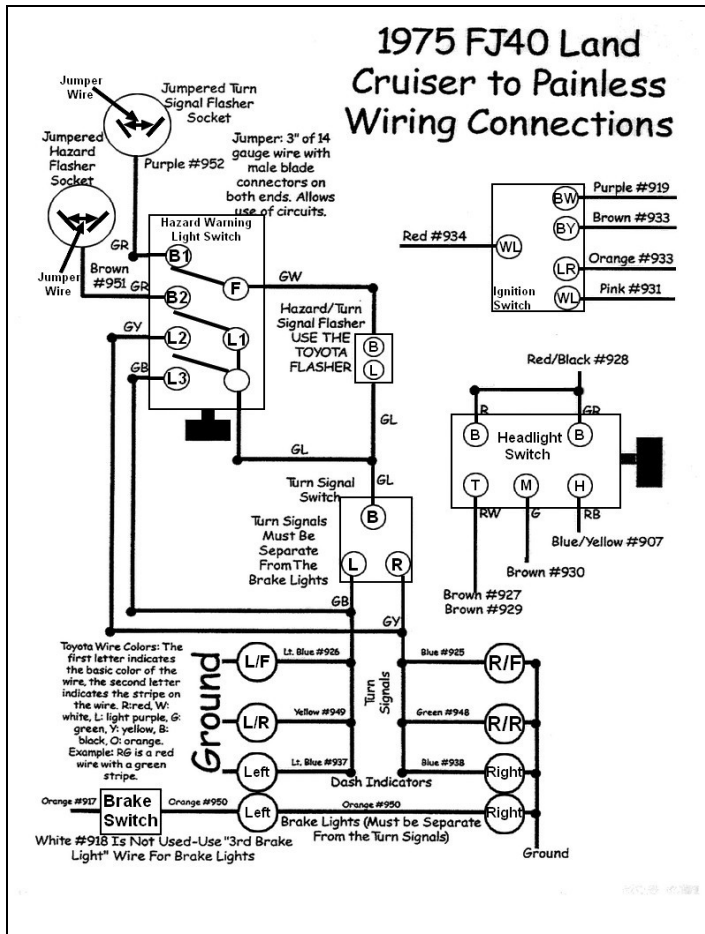 1975 FJ40 Land
Cruiser to Painless
Wiring Connections
Jumper
Wire
Jumpered Turn
Signal Flasher
Socket
Jumpered
Hazard
Flasher
Socket
Purple #952
Jumper: 3" of 14
gauge wire with
male blade
connectors on
both ends. Allows
use of circuits.
Jumper
Wire
Brown
#951
GR
GR
Hazard Warning
Light Switch
B1
B2
F
L2
L1
L3
GW
GY
GB
Hazard/Turn
Signal Flasher
USE THE
TOYOTA
FLASHER
B
L
GL
GL
GL
Red #934
WL
BW
BY
LR
WL
Ignition
Switch
Purple #919
Brown #933
Orange #933
Pink #931
Red/Black #928
R
GR
B
B
Headlight
Switch
T
M
H
RW
G
RB
Blue/Yellow #907
Brown #930
Brown #927
Brown #929
Turn Signal
Switch
B
L
R
Turn Signals
Must Be
Separate
From The
Brake Lights
GB
GY
Toyota Wire Colors: The
first letter indicates
the basic color of the
wire, the second letter
indicates the stripe on
the wire. R:red, W:
white, L: light purple, G:
green, Y: yellow, B:
black, O: orange.
Example: RG is a red
wire with a green
stripe.
Ground
L/F
Lt. Blue #926
L/R
Yellow #949
Left
Lt. Blue #937
Turn
Signals
Blue #925
R/F
Green #948
R/R
Blue #938
Right
Dash Indicators
Orange #917
Brake
Switch
Orange #950
Left
Orange #950
Right
Brake Lights (Must be Separate
From the Turn Signals)
White #918 Is Not Used-Use "3rd Brake
Light" Wire For Brake Lights
Ground